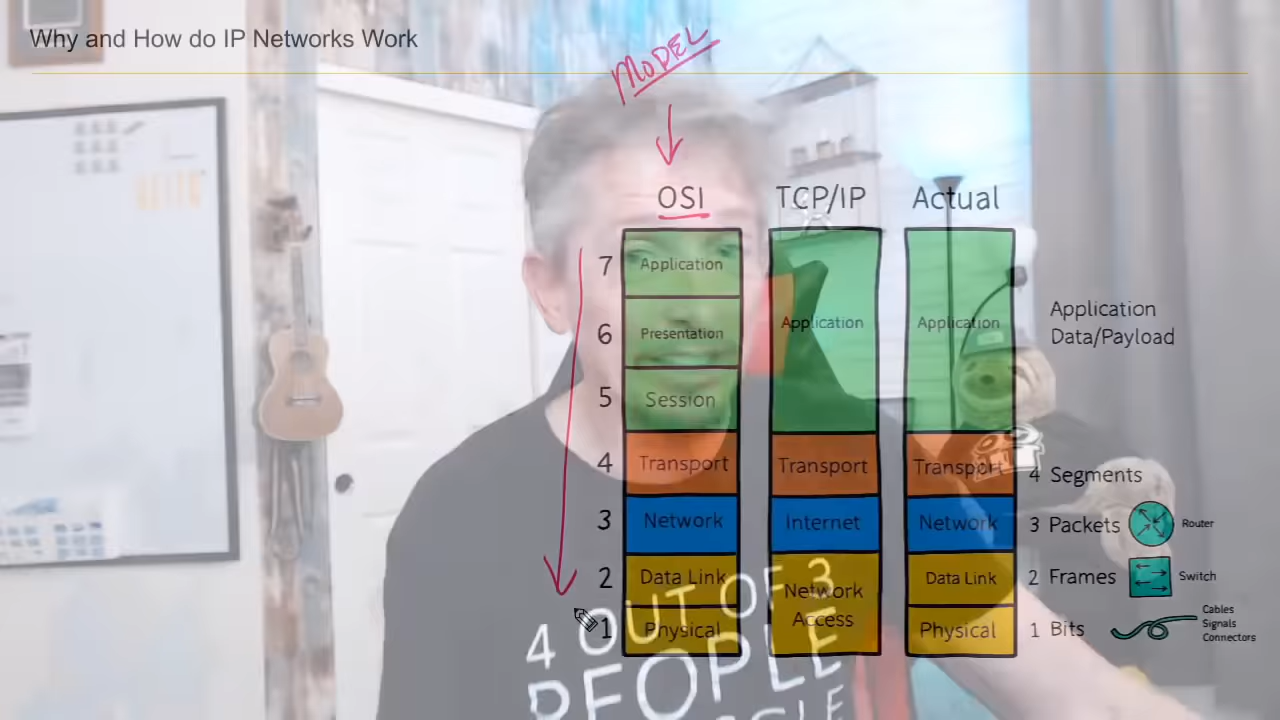 Why and How do IP Networks Work
MODEL
OSI TCP/IP Actual
7 Application
6 Presentation
5 Session
4 Transport
3 Network
2 Data Link
1 Physical
Application
Transport
Internet
Network
Access
Application
Transport
Network
Data Link
Physical
Application
Data/Payload
4 Segments
3 Packets Router
2 Frames Switch
1 Bits
Cables
Signals
Connectors
4 OUT OF 3
PEOPLE